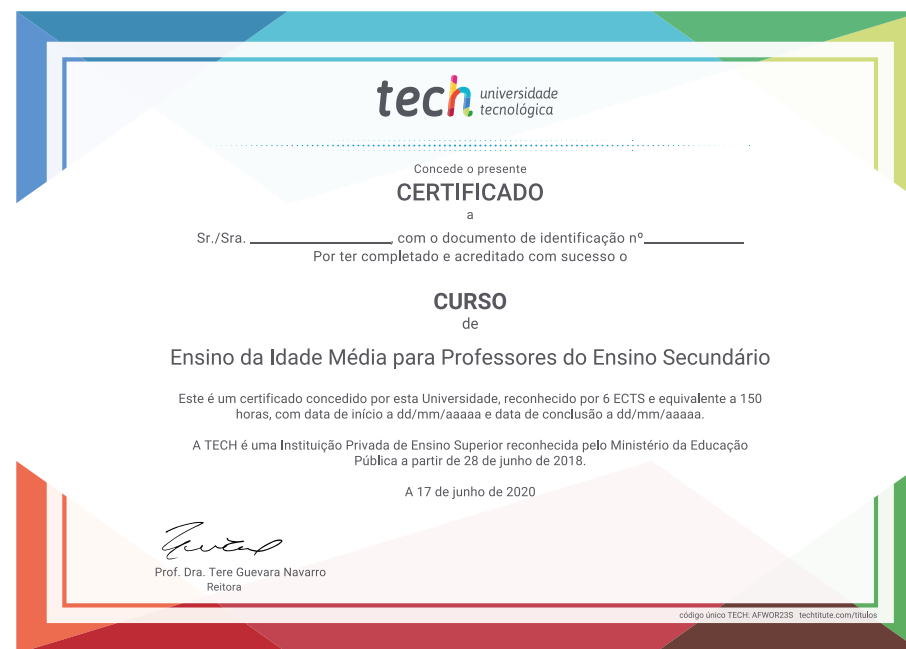 tech universidade
tecnológica
Concede o presente
CERTIFICADO
a
Sr./Sra. ____________________, com o documento de identificação nº______________
Por ter completado e acreditado com sucesso o
CURSO
de
Ensino da Idade Média para Professores do Ensino Secundário
Este é um certificado concedido por esta Universidade, reconhecido por 6 ECTS e equivalente a 150
horas, com data de início a dd/mm/aaaaa e data de conclusão a dd/mm/aaaaa.
A TECH é uma Instituição Privada de Ensino Superior reconhecida pelo Ministério da Educação
Pública a partir de 28 de junho de 2018.
A 17 de junho de 2020
Prof. Dra. Tere Guevara Navarro
Reitora
código único TECH: AFWOR23S techtitute.com/titulos